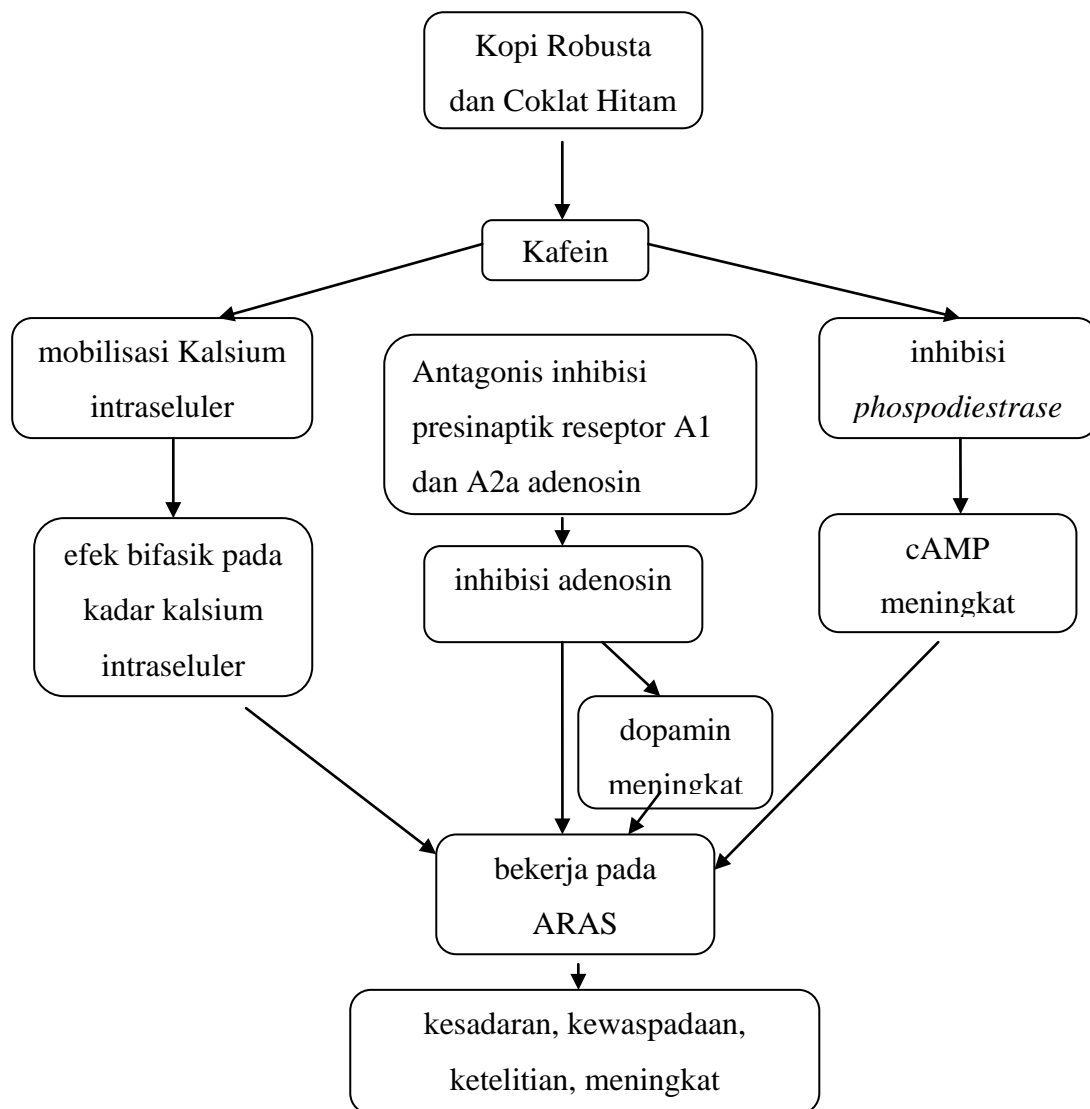 Kopi Robusta
dan Coklat Hitam
Kafein
mobilisasi Kalsium
intraseluler
Antagonis inhibisi
presinaptik reseptor A1
dan A2a adenosin
inhibisi
phospodiestrase
efek bifasik pada
kadar kalsium
intraseluler
inhibisi adenosin
cAMP
meningkat
dopamin
meningkat
bekerja pada
ARAS
kesadaran, kewaspadaan,
ketelitian, meningkat